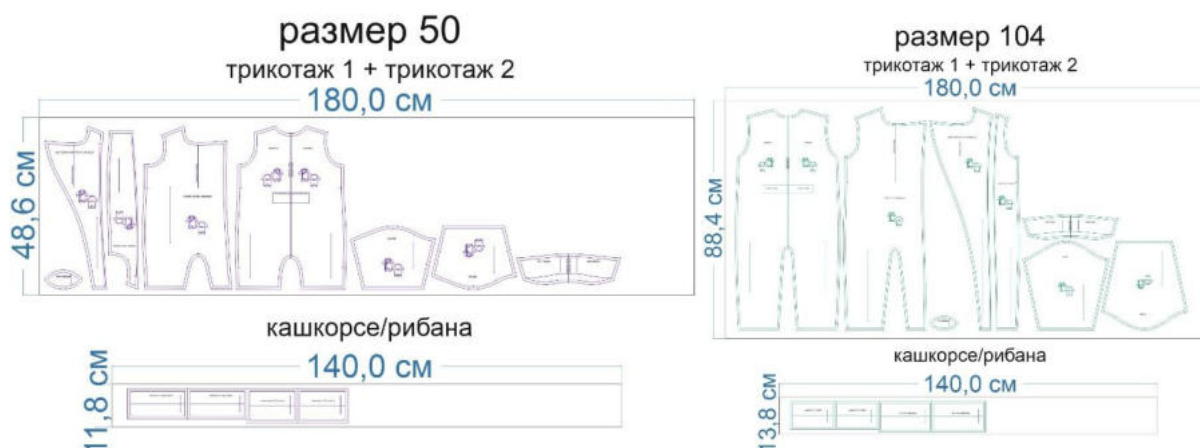 размер 50
трикотаж 1 + трикотаж 2
180,0 см
48,6 см
кашкорсе/рибана
140,0 см
11,8 см
размер 104
трикотаж 1 + трикотаж 2
180,0 см
88,4 см
кашкорсе/рибана
140,0 см
13,8 см